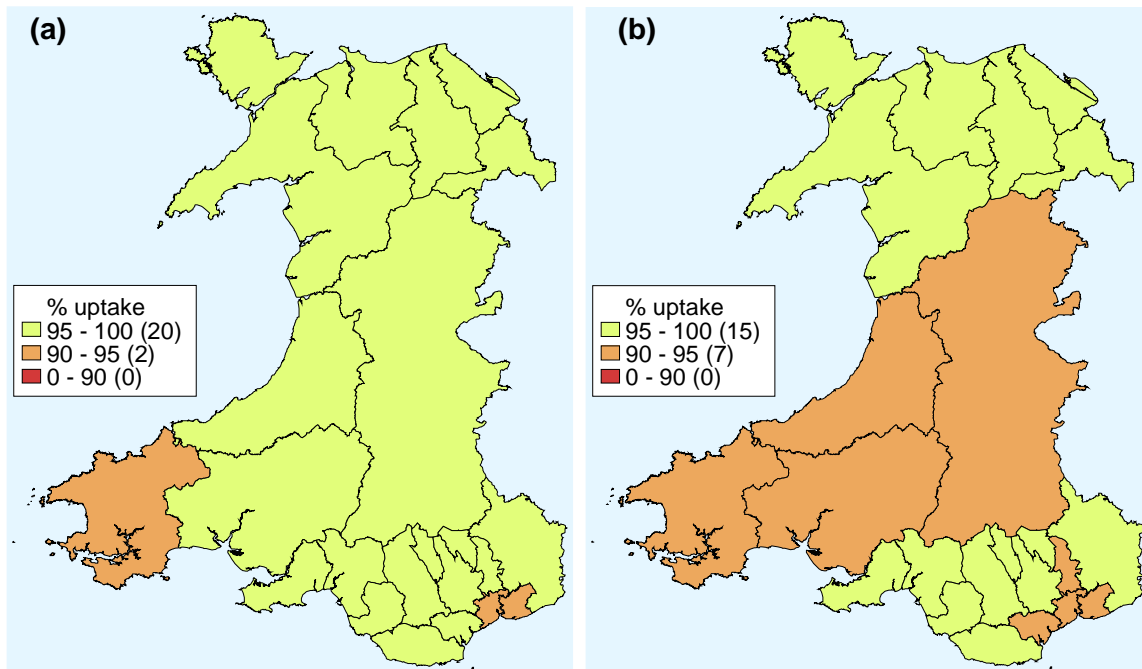 (a)
% uptake
95 - 100 (20)
90 - 95 (2)
0 - 90 (0)
(b)
% uptake
95 - 100 (15)
90 - 95 (7)
0 - 90 (0)